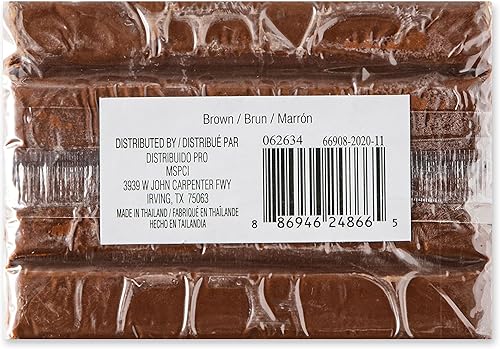 Brown / Brun / Marrón
DISTRIBUTED BY / DISTRIBUÉ PAR
DISTRIBUIDO PRO
MSPCI
3939 W JOHN CARPENTER FWY
IRVING, TX 75063
MADE IN THAILAND / FABRIQUÉ EN THAÏLANDE
HECHO EN TAILANDIA
062634 66908-2020-11
8 86946 24866 5